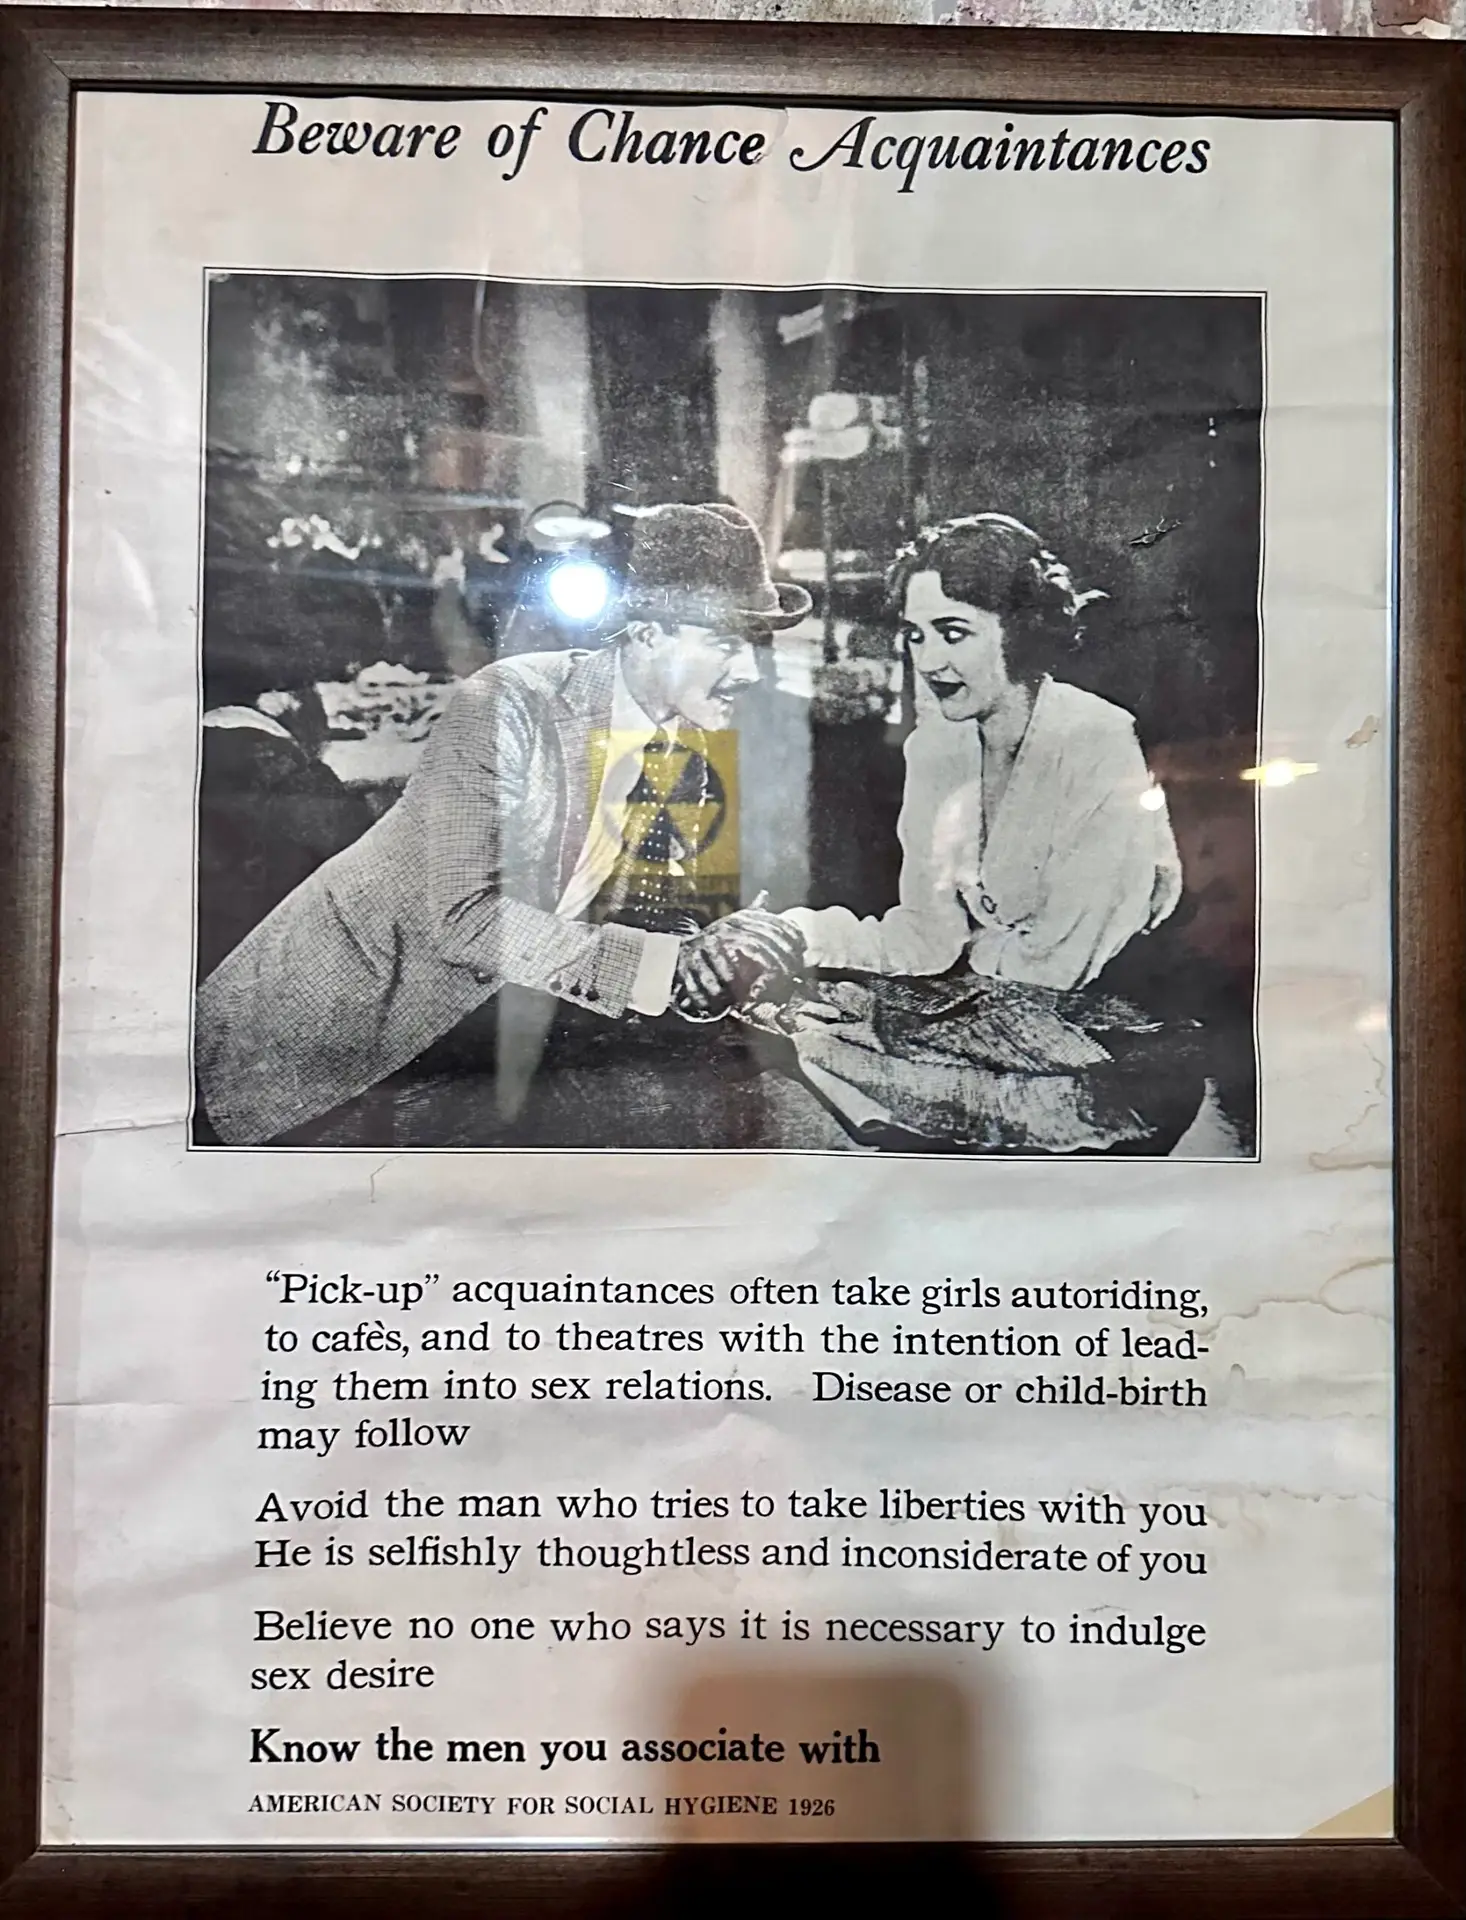 Beware of Chance Acquaintances
“Pick-up” acquaintances often take girls autoriding,
to cafès, and to theatres with the intention of lead-
ing them into sex relations. Disease or child-birth
may follow
Avoid the man who tries to take liberties with you
He is selfishly thoughtless and inconsiderate of you
Believe no one who says it is necessary to indulge
sex desire
Know the men you associate with
AMERICAN SOCIETY FOR SOCIAL HYGIENE 1926